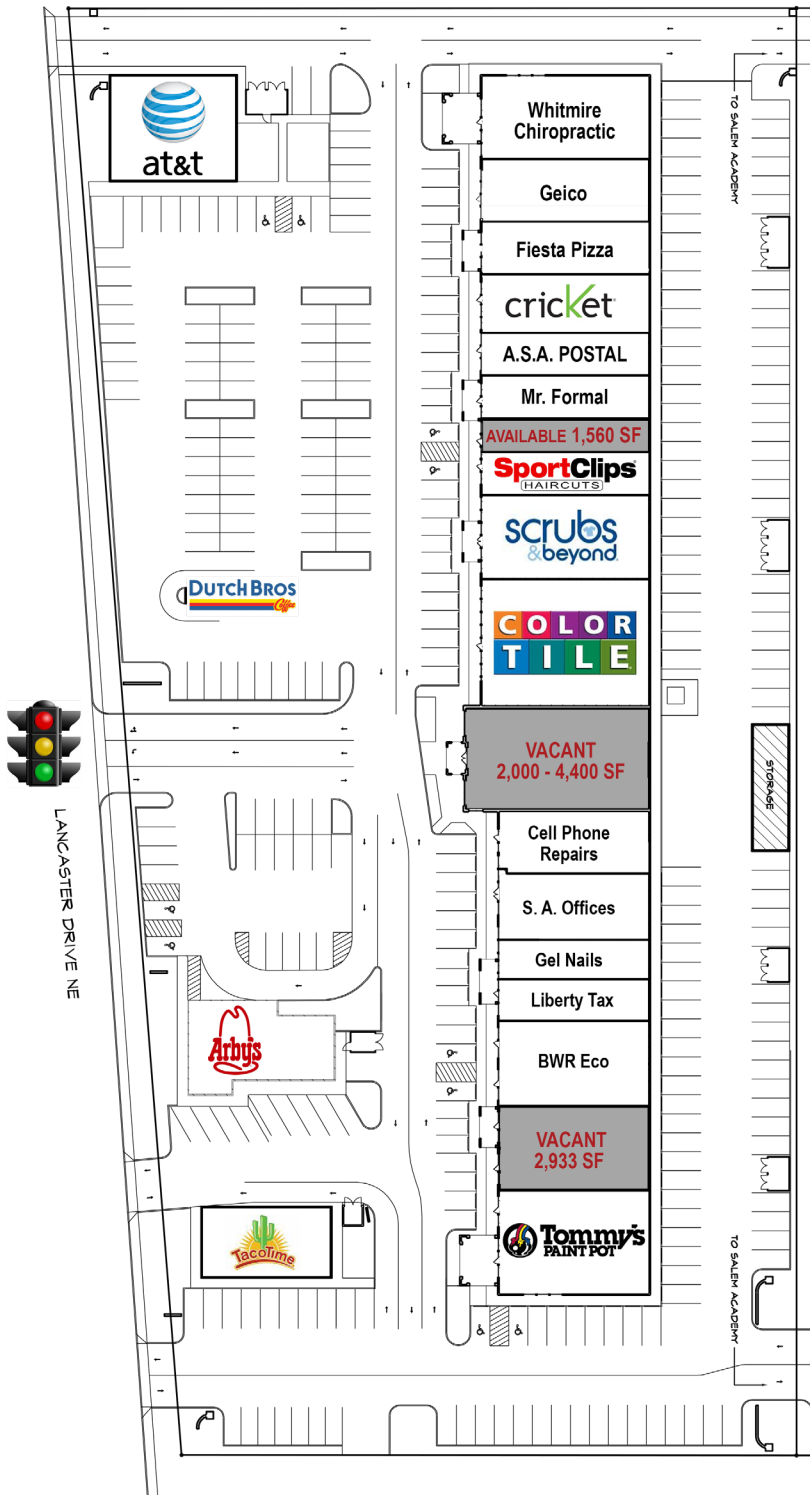 at&t
TO SALEM ACADEMY
Whitmire
Chiropractic
Geico
Fiesta Pizza
cricket
A.S.A. POSTAL
Mr. Formal
AVAILABLE 1,560 SF
SportClips
HAIRCUTS
scrubs
&beyond.
DUTCH BROS
Coffee
COLOR
TILE
VACANT
2,000 - 4,400 SF
STORAGE
LANCASTER DRIVE NE
Cell Phone
Repairs
S. A. Offices
Gel Nails
Liberty Tax
Arby's
BWR Eco
VACANT
2,933 SF
TacoTime
Tommy's
PAINT POT
TO SALEM ACADEMY